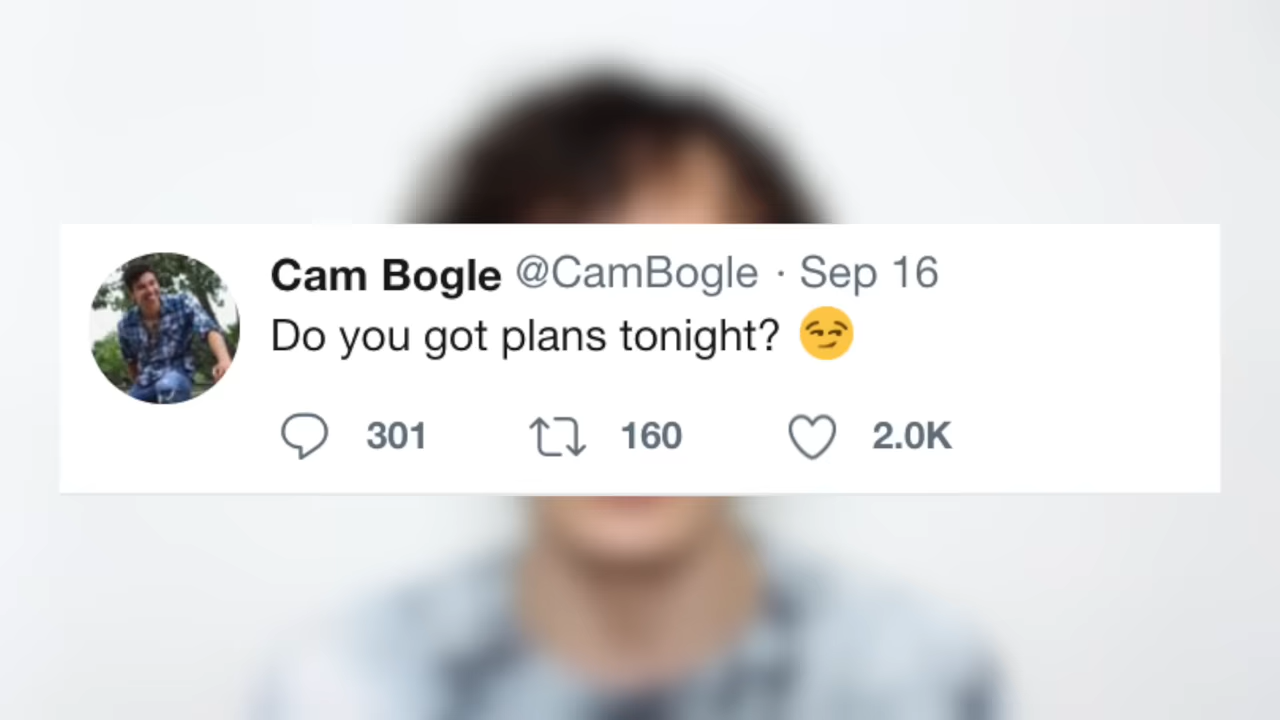 Cam Bogle @CamBogle · Sep 16
Do you got plans tonight? 😏
301 160 2.0K